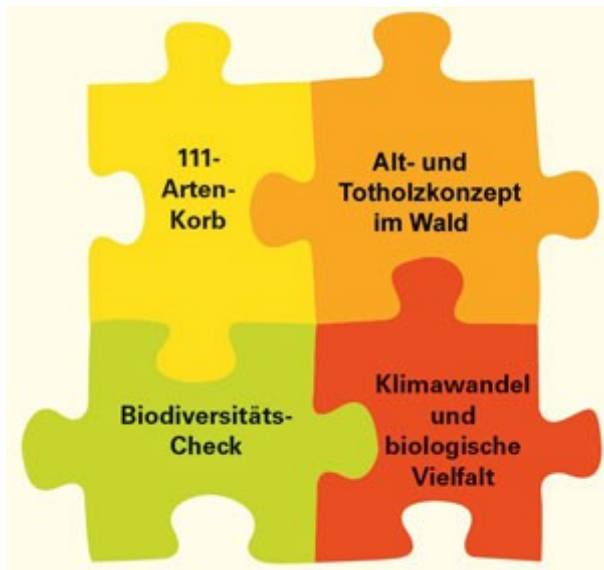 111-
Arten-
Korb
Alt- und
Totholzkonzept
im Wald
Biodiversitäts-
Check
Klimawandel
und
biologische
Vielfalt